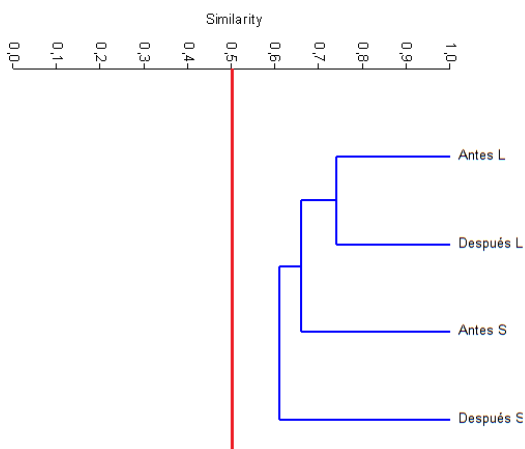 Similarity
0,0 0,1 0,2 0,3 0,4 0,5 0,6 0,7 0,8 0,9 1,0
Antes L
Después L
Antes S
Después S